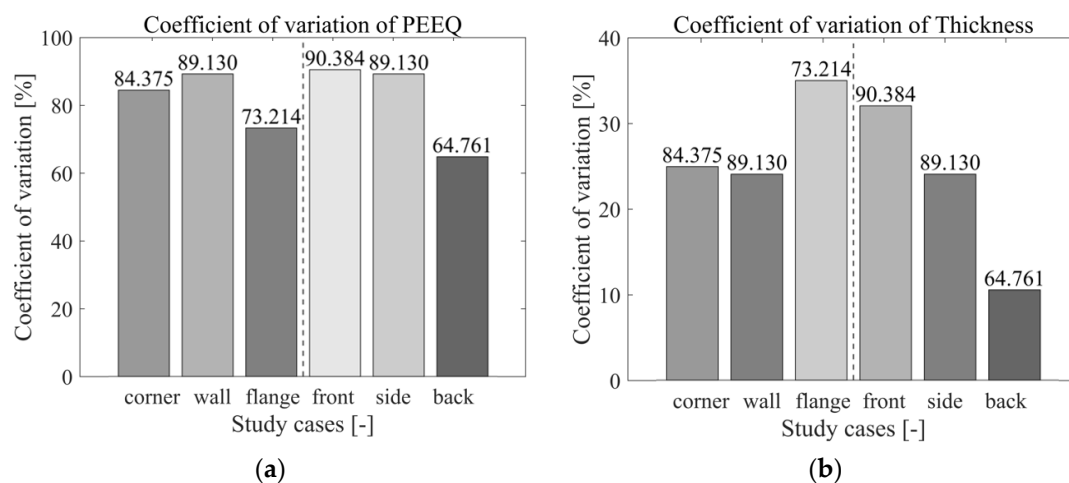 Coefficient of variation of PEEQ
Coefficient of variation [%]
100
80
60
40
20
0
84.375
89.130
73.214
90.384
89.130
64.761
corner wall flange front side back
Study cases [-]
(a)
Coefficient of variation of Thickness
Coefficient of variation [%]
40
30
20
10
0
84.375
89.130
73.214
90.384
89.130
64.761
corner wall flange front side back
Study cases [-]
(b)